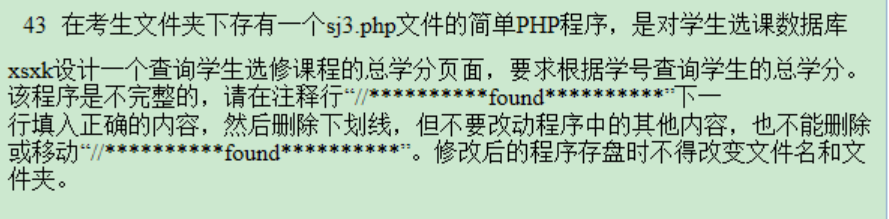 43 在考生文件夹下存有一个sj3.php文件的简单PHP程序，是对学生选课数据库
xsxk设计一个查询学生选修课程的总学分页面，要求根据学号查询学生的总学分。
该程序是不完整的，请在注释行“//**********found**********”下一
行填入正确的内容，然后删除下划线，但不要改动程序中的其他内容，也不能删除
或移动“//**********found**********”。修改后的程序存盘时不得改变文件名和文
件夹。